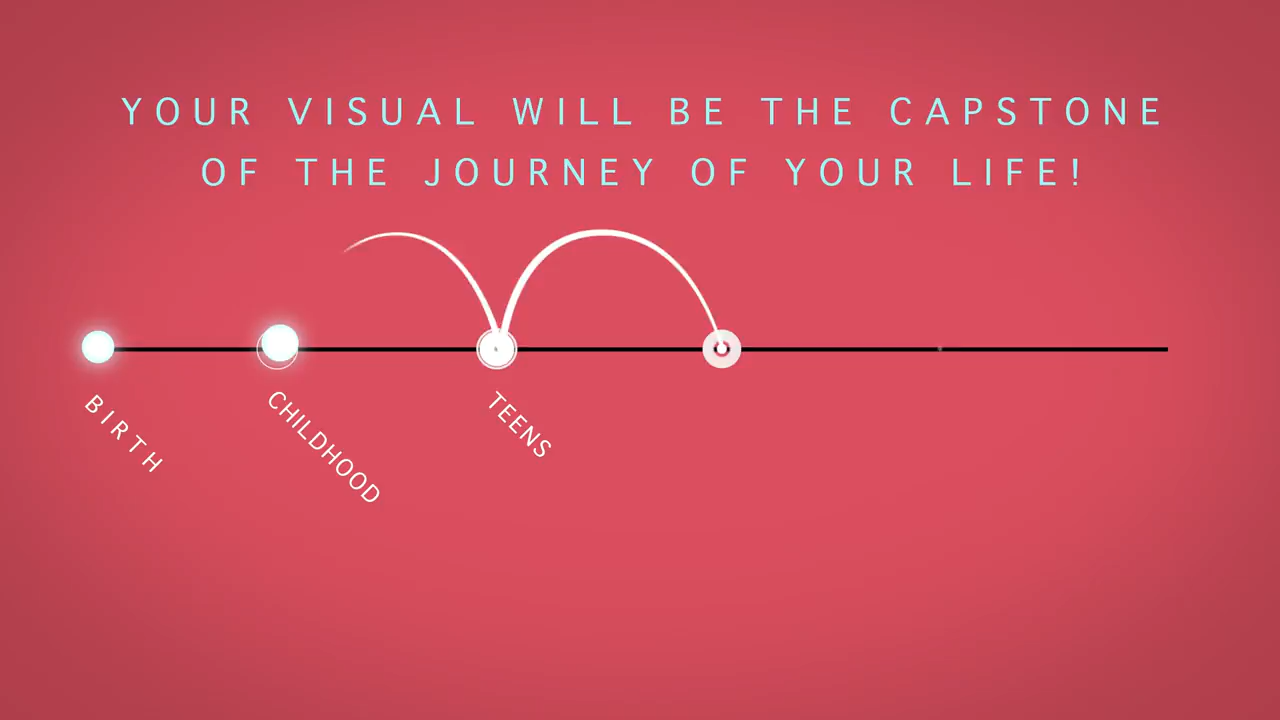 YOUR VISUAL WILL BE THE CAPSTONE
OF THE JOURNEY OF YOUR LIFE!
BIRTH
CHILDHOOD
TEENS